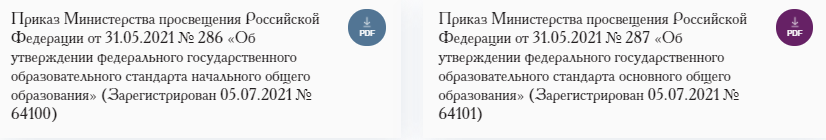 Приказ Министерства просвещения Российской
Федерации от 31.05.2021 № 286 «Об
утверждении федерального государственного
образовательного стандарта начального общего
образования» (Зарегистрирован 05.07.2021 №
64100)
PDF
Приказ Министерства просвещения Российской
Федерации от 31.05.2021 № 287 «Об
утверждении федерального государственного
образовательного стандарта основного общего
образования» (Зарегистрирован 05.07.2021 №
64101)
PDF